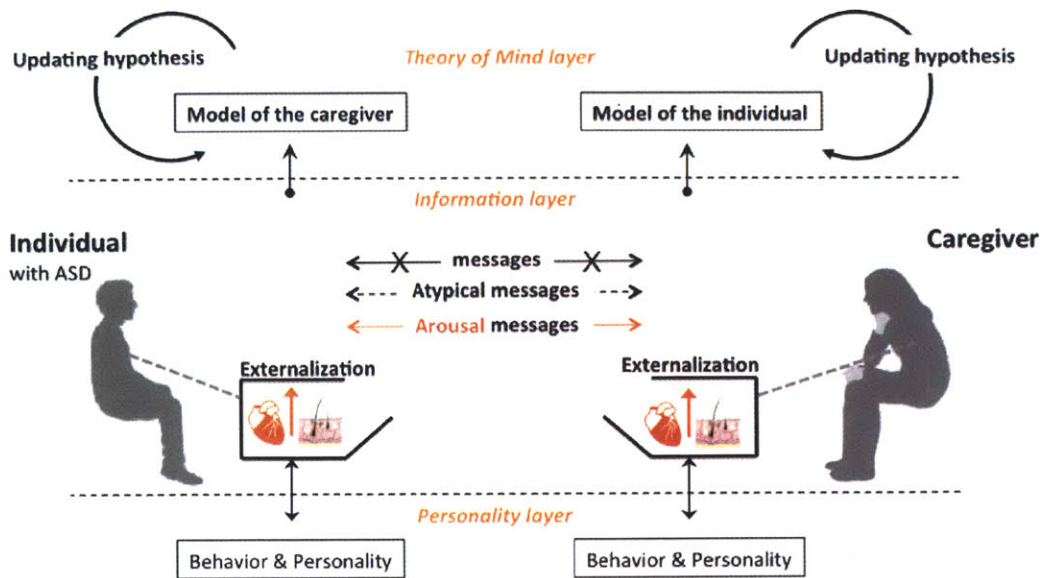 Theory of Mind layer
Updating hypothesis
Updating hypothesis
Model of the caregiver
Model of the individual
Information layer
Individual
with ASD
Caregiver
messages
Atypical messages
Arousal messages
Externalization
Externalization
Personality layer
Behavior & Personality
Behavior & Personality